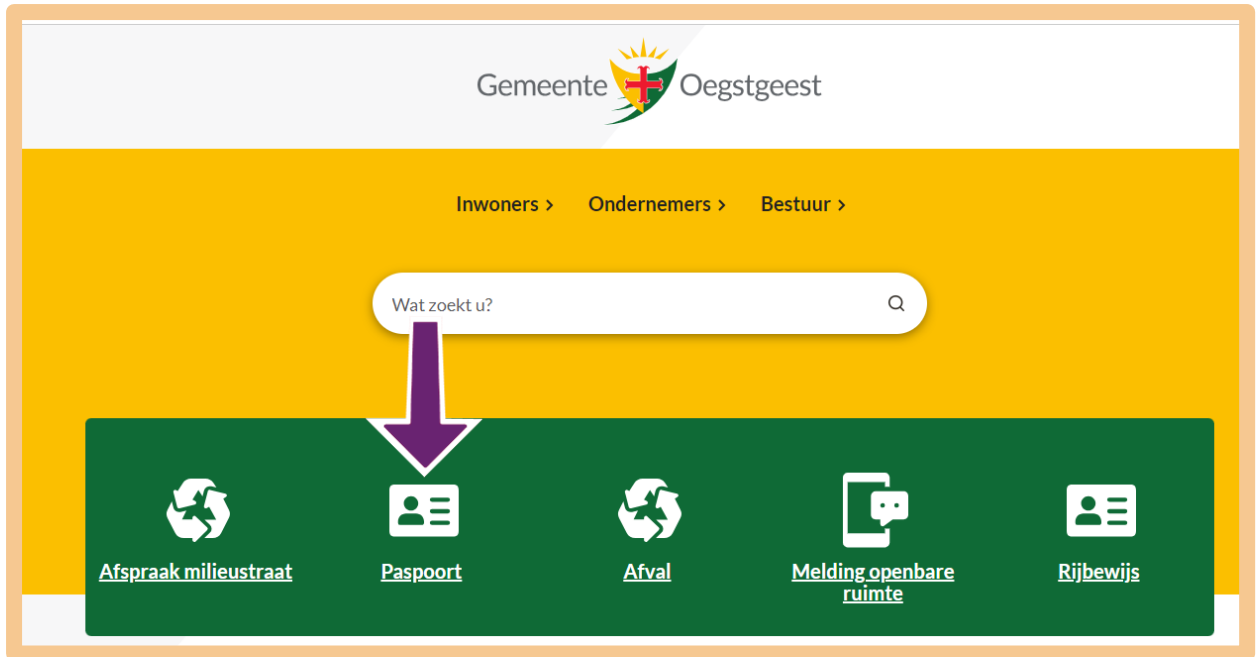 Gemeente Oegstgeest
Inwoners > Ondernemers > Bestuur >
Wat zoekt u?
Afspraak milieustraat
Paspoort
Afval
Melding openbare
ruimte
Rijbewijs